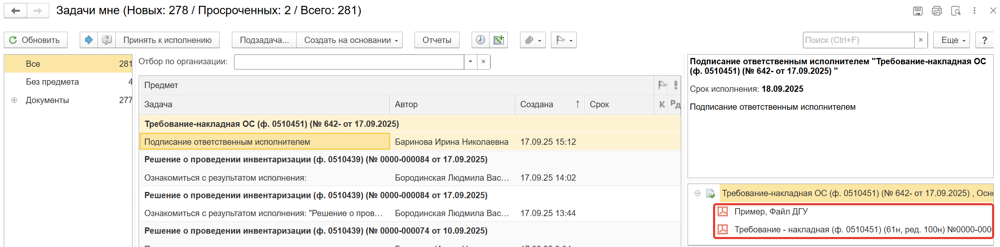 Задачи мне (Новых: 278 / Просроченных: 2 / Всего: 281)
Обновить
Принять к исполнению
Подзадача...
Создать на основании
Отчеты
Поиск (Ctrl+F)
×
Еще
?
Все 281
Без предмета 4
Документы 277
Отбор по организации:
×
Предмет
Задача Автор Создана ↑ Срок К РД
Требование-накладная ОС (ф. 0510451) (№ 642- от 17.09.2025)
Подписание ответственным исполнителем Баринова Ирина Николаевна 17.09.25 15:12
Решение о проведении инвентаризации (ф. 0510439) (№ 0000-000084 от 17.09.2025)
Ознакомиться с результатом исполнения: Бородинская Людмила Вас... 17.09.25 14:02
Решение о проведении инвентаризации (ф. 0510439) (№ 0000-000084 от 17.09.2025)
Ознакомиться с результатом исполнения: "Решение о пров... Бородинская Людмила Вас... 17.09.25 13:44
Решение о проведении инвентаризации (ф. 0510439) (№ 0000-000074 от 10.09.2025)
Подписание ответственным исполнителем "Требование-накладная ОС
(ф. 0510451) (№ 642- от 17.09.2025) "
Срок исполнения: 18.09.2025
Подписание ответственным исполнителем
Требование-накладная ОС (ф. 0510451) (№ 642- от 17.09.2025) , Осно
Пример, Файл ДГУ
Требование - накладная (ф. 0510451) (61н, ред. 100н) №0000-000